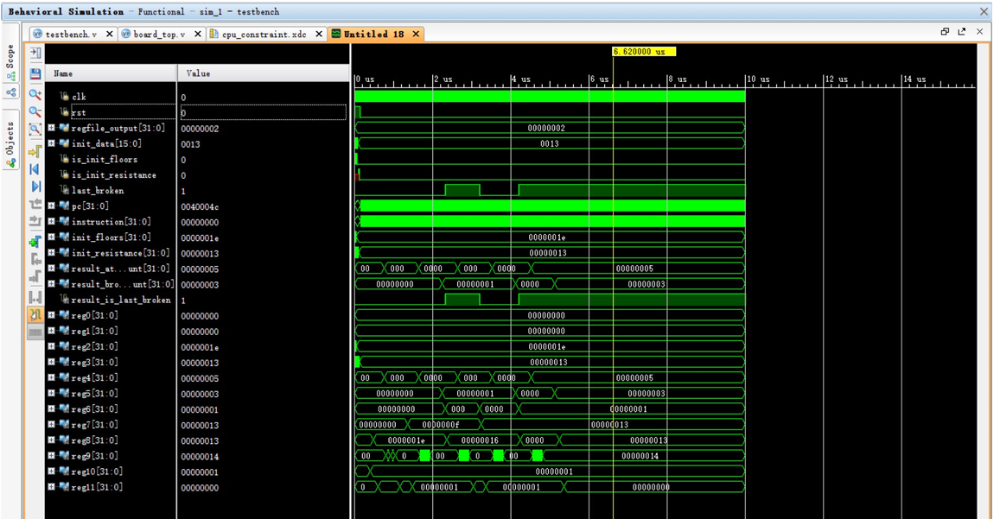 Behavioral Simulation - Functional - sim_1 - testbench
testbench.v board_top.v cpu_constraint.xdc Untitled 18
Scope
Objects
6.620000 us
Name Value
0 us 2 us 4 us 6 us 8 us 10 us 12 us 14 us
clk 0
rst 0
regfile_output[31:0] 00000002 00000002
init_data[15:0] 0013 0013
is_init_floors 0
is_init_resistance 0
last_broken 1
pc[31:0] 0040004c
instruction[31:0] 00000000
init_floors[31:0] 0000001e 0000001e
init_resistance[31:0] 00000013 00000013
result_at...unt[31:0] 00000005 00 000 0000 000 0000 00000005
result_bro...unt[31:0] 00000003 00000000 00000001 0000 00000003
result_is_last_broken 1
reg0[31:0] 00000000 00000000
reg1[31:0] 00000000 00000000
reg2[31:0] 0000001e 0000001e
reg3[31:0] 00000013 00000013
reg4[31:0] 00000005 00 000 0000 000 0000 00000005
reg5[31:0] 00000003 00000000 00000001 0000 00000003
reg6[31:0] 00000001 00000000 000 0000 00000001
reg7[31:0] 00000013 00000000 0000000f 00000013
reg8[31:0] 00000013 0000001e 00000016 0000 00000013
reg9[31:0] 00000014 00 0 00 0 00 00000014
reg10[31:0] 00000001 00000001
reg11[31:0] 00000000 0 00000001 00000001 00000000